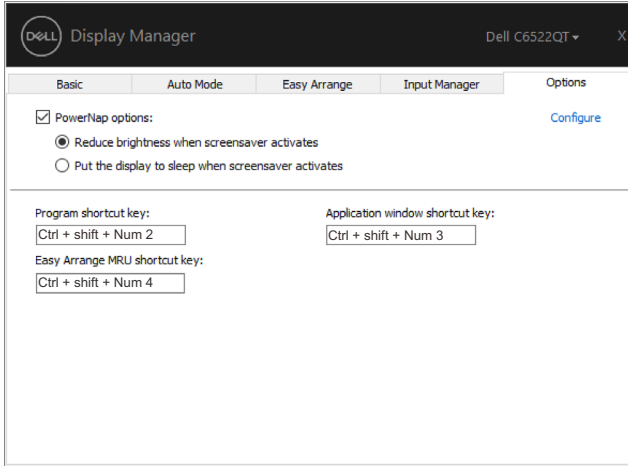 DELL Display Manager Dell C6522QT X
Basic Auto Mode Easy Arrange Input Manager Options
PowerNap options: Configure
Reduce brightness when screensaver activates
Put the display to sleep when screensaver activates
Program shortcut key: Application window shortcut key:
Ctrl + shift + Num 2 Ctrl + shift + Num 3
Easy Arrange MRU shortcut key:
Ctrl + shift + Num 4